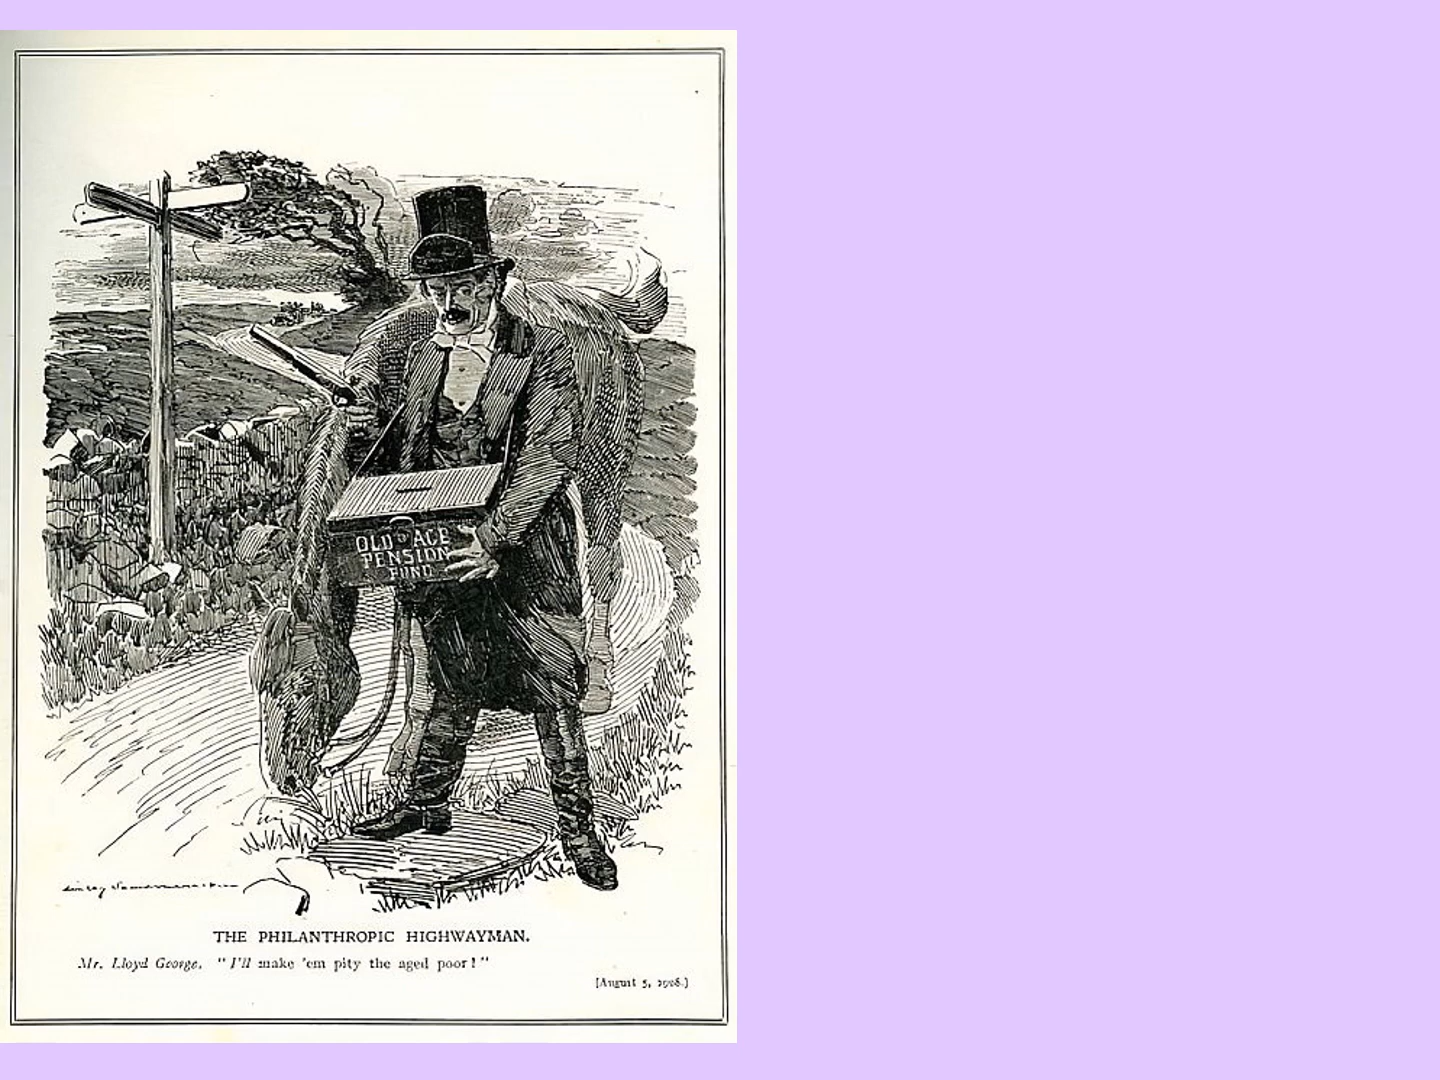 OLD AGE
PENSION
FUND
THE PHILANTHROPIC HIGHWAYMAN.
Mr. Lloyd George. "I'll make 'em pity the aged poor!"
[August 5, 1908.]